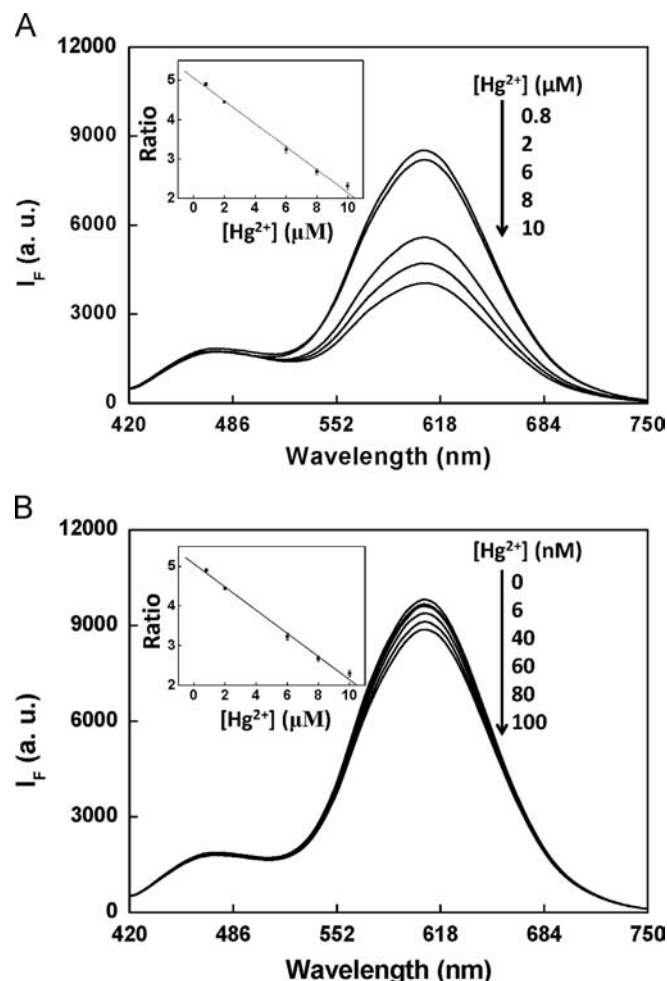 A
12000
9000
6000
3000
0
I_F (a. u.)
5
4
3
2
Ratio
0 2 4 6 8 10
[Hg²⁺] (μM)
[Hg²⁺] (μM)
0.8
2
6
8
10
420 486 552 618 684 750
Wavelength (nm)
B
12000
9000
6000
3000
0
I_F (a. u.)
5
4
3
2
Ratio
0 2 4 6 8 10
[Hg²⁺] (μM)
[Hg²⁺] (nM)
0
6
40
60
80
100
420 486 552 618 684 750
Wavelength (nm)